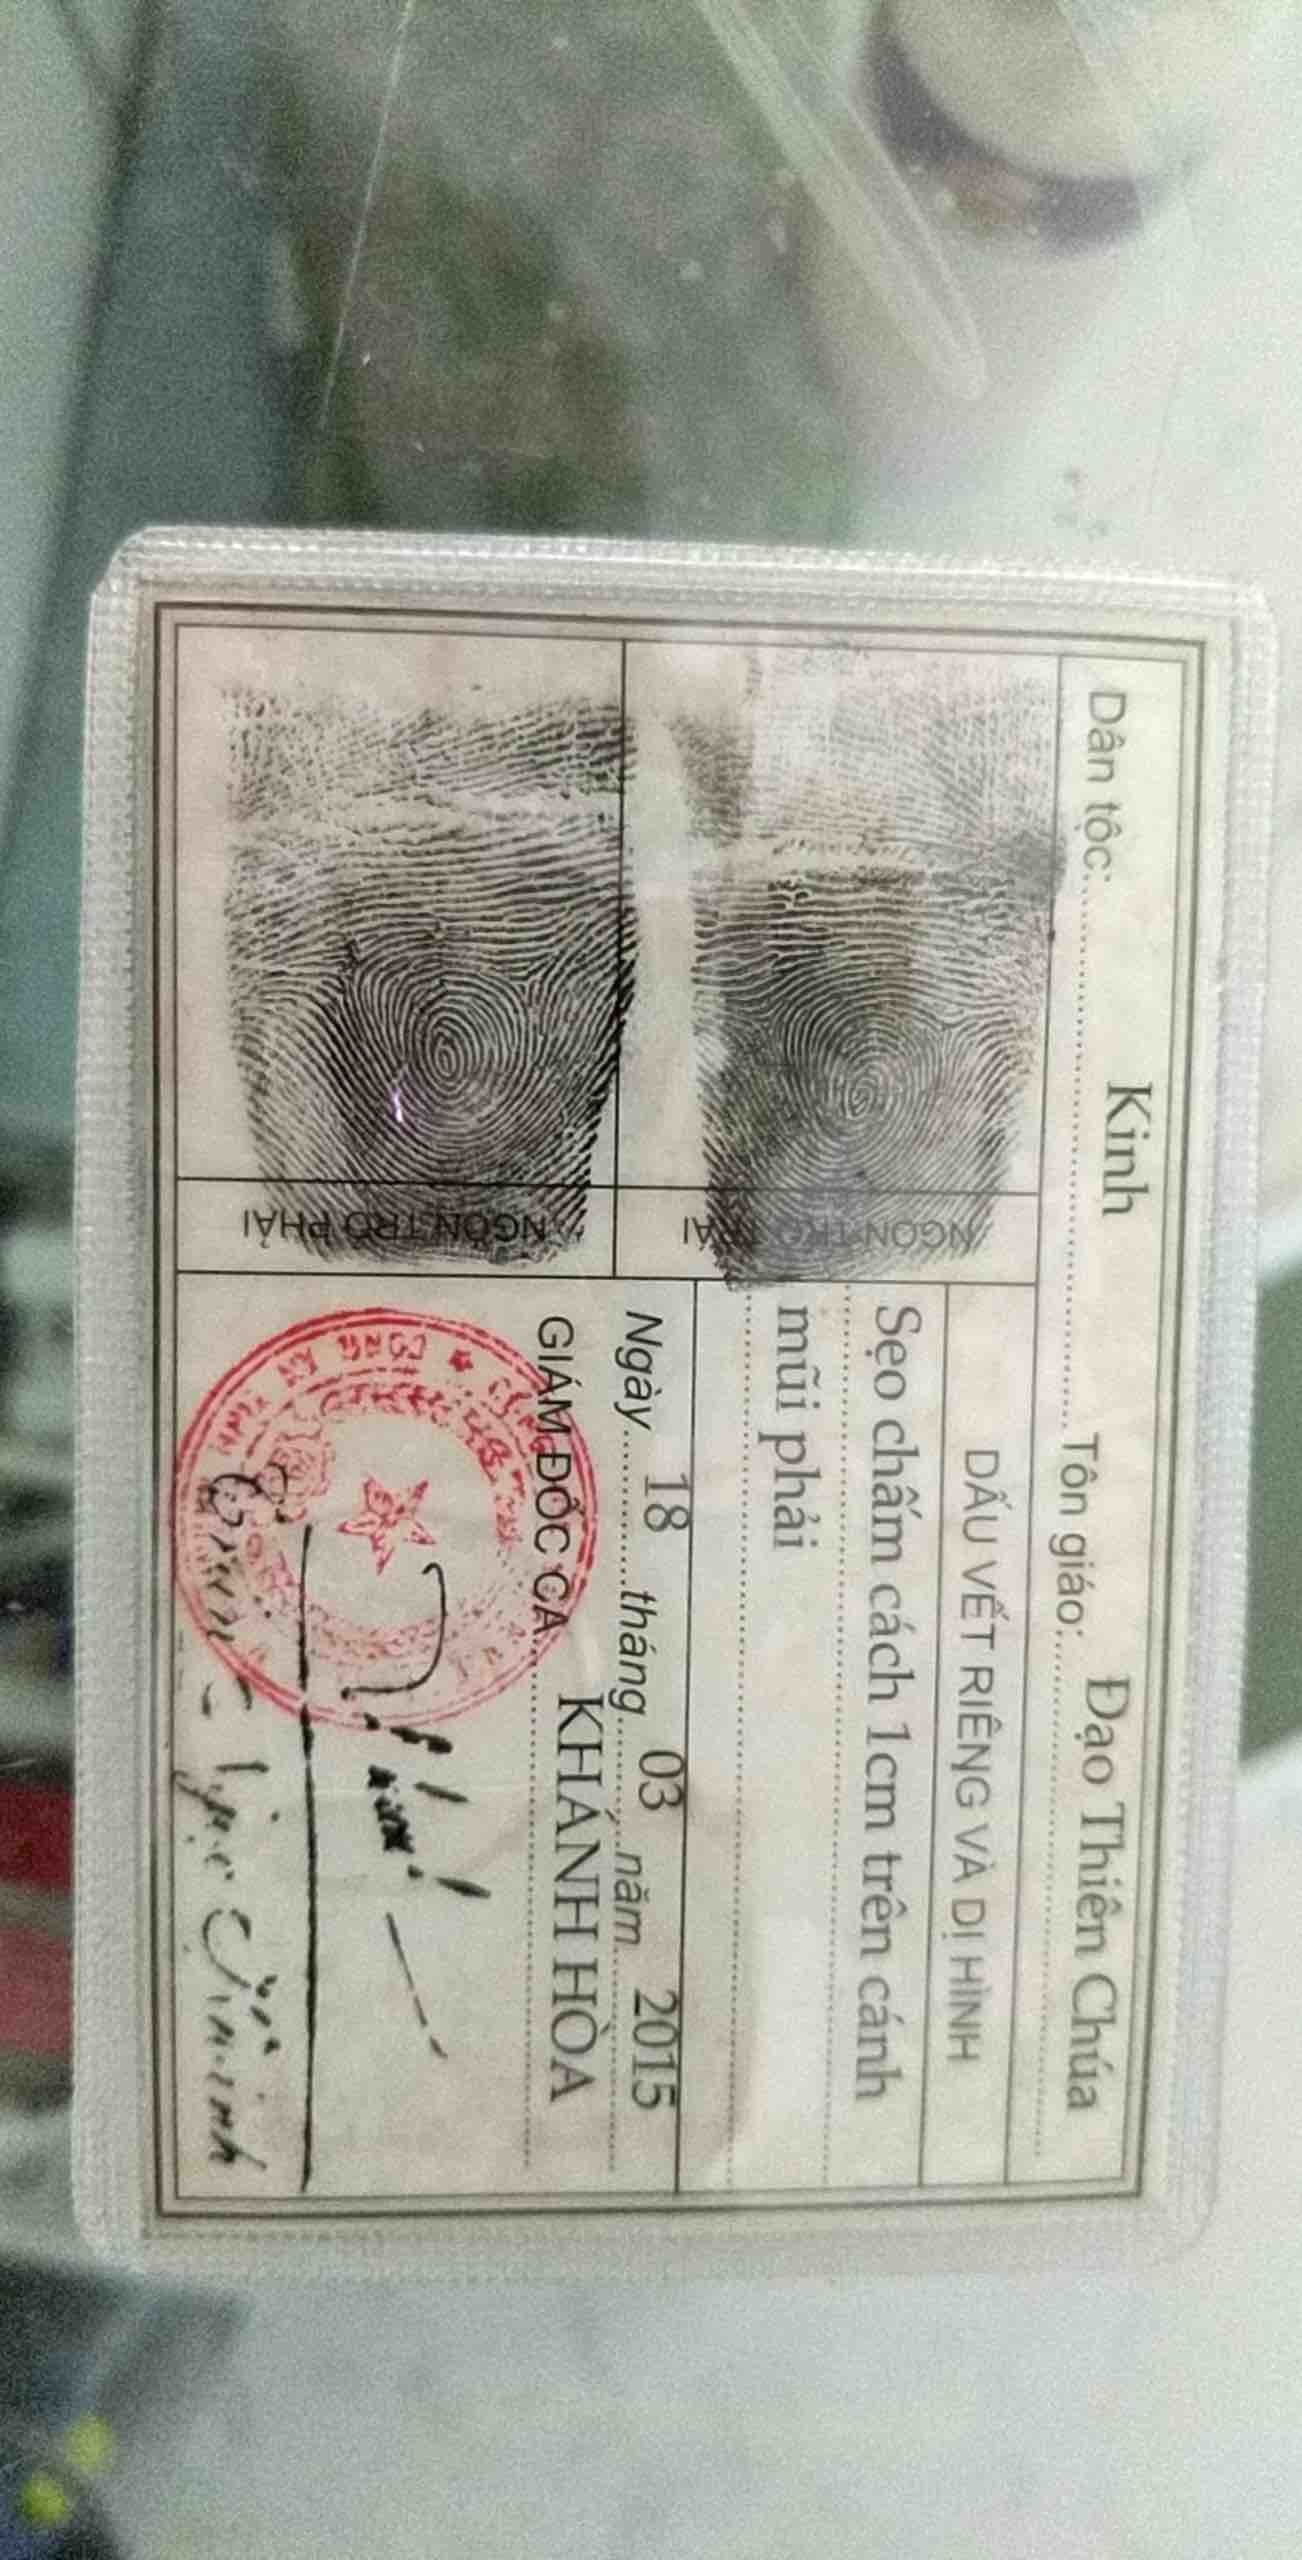 Dân tộc: Kinh Tôn giáo: Đạo Thiên Chúa
NGÓN TRỎ TRÁI
DẤU VẾT RIÊNG VÀ DỊ HÌNH
Sẹo chấm cách 1cm trên cánh
mũi phải
NGÓN TRỎ PHẢI
Ngày 18 tháng 03 năm 2015
GIÁM ĐỐC CA KHÁNH HÒA